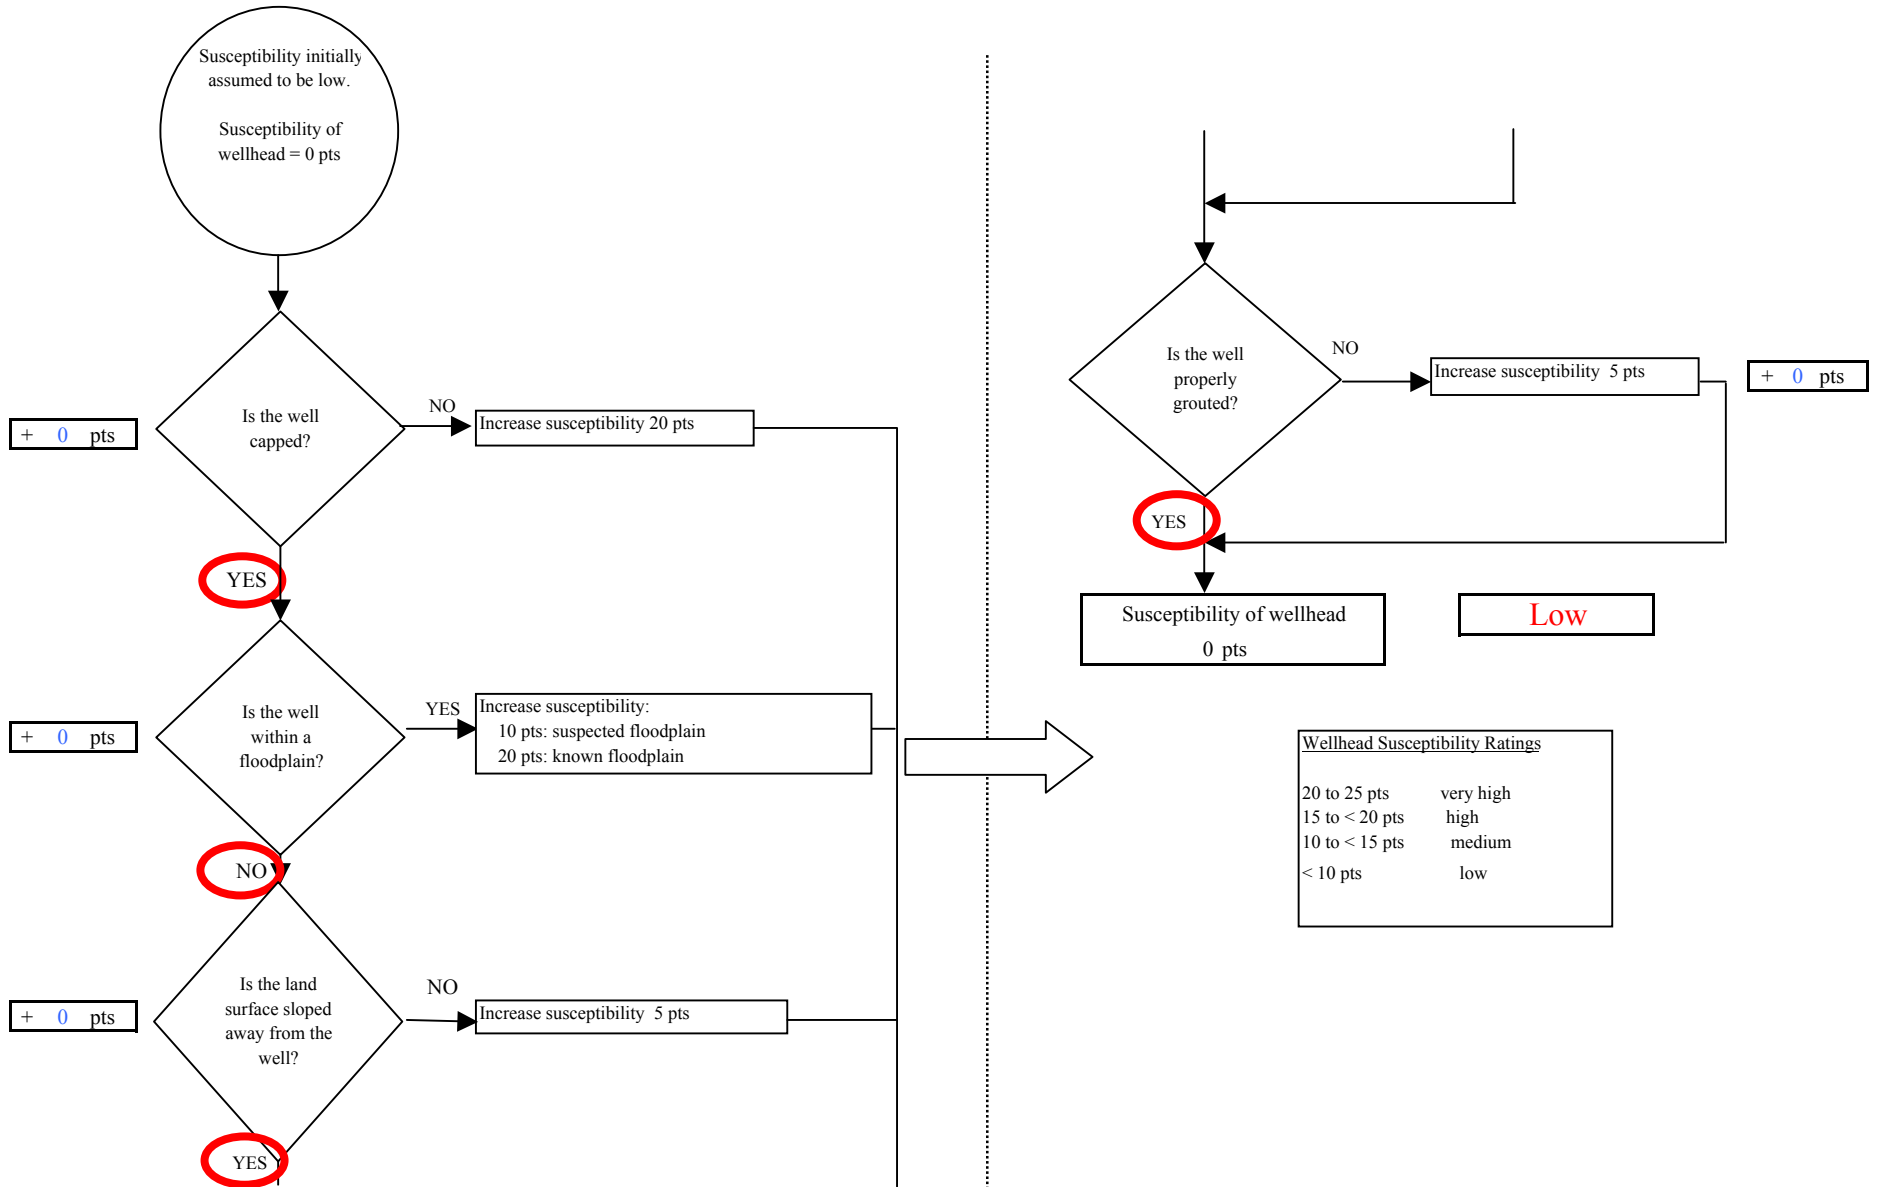 Susceptibility initially
assumed to be low.
Susceptibility of
wellhead = 0 pts
Is the well
capped?
NO
Increase susceptibility 20 pts
+ 0 pts
YES
Is the well
within a
floodplain?
YES
Increase susceptibility:
10 pts: suspected floodplain
20 pts: known floodplain
+ 0 pts
NO
Is the land
surface sloped
away from the
well?
NO
Increase susceptibility 5 pts
+ 0 pts
YES
Is the well
properly
grouted?
NO
Increase susceptibility 5 pts
+ 0 pts
YES
Susceptibility of wellhead
0 pts
Low
Wellhead Susceptibility Ratings
20 to 25 pts very high
15 to < 20 pts high
10 to < 15 pts medium
< 10 pts low